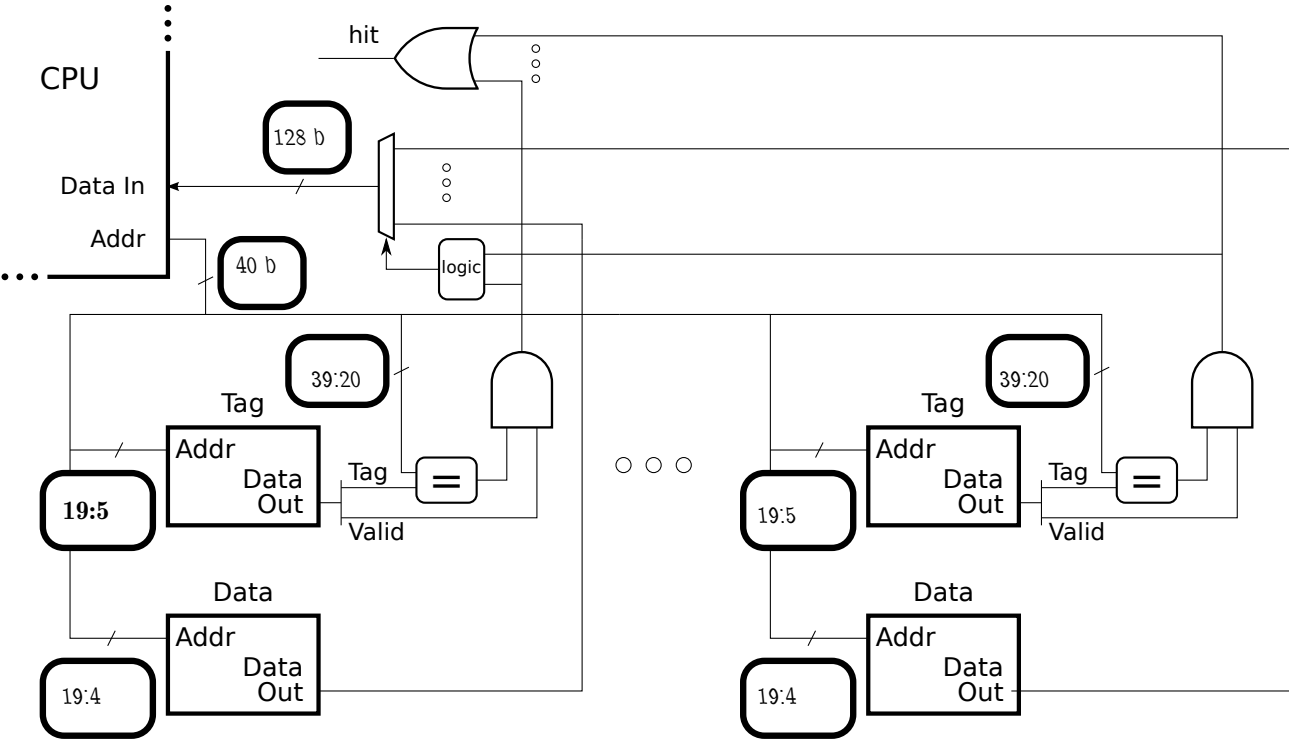 hit
CPU
128 b
Data In
Addr
40 b
logic
39:20
39:20
Tag
Tag
Addr
Data
Out
Tag
Valid
=
19:5
Addr
Data
Out
Tag
Valid
=
19:5
Data
Data
Addr
Data
Out
19:4
Addr
Data
Out
19:4